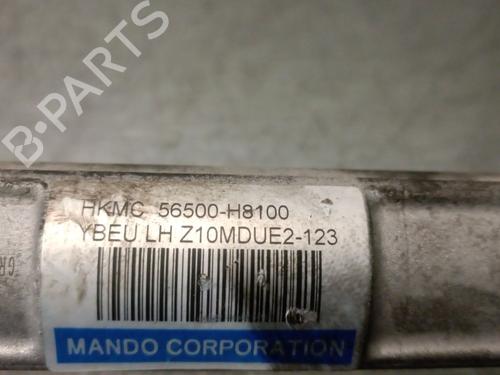 B-PARTS
HKMC 56500-H8100
YBEU LH Z10MDUE2-123
MANDO CORPORATION